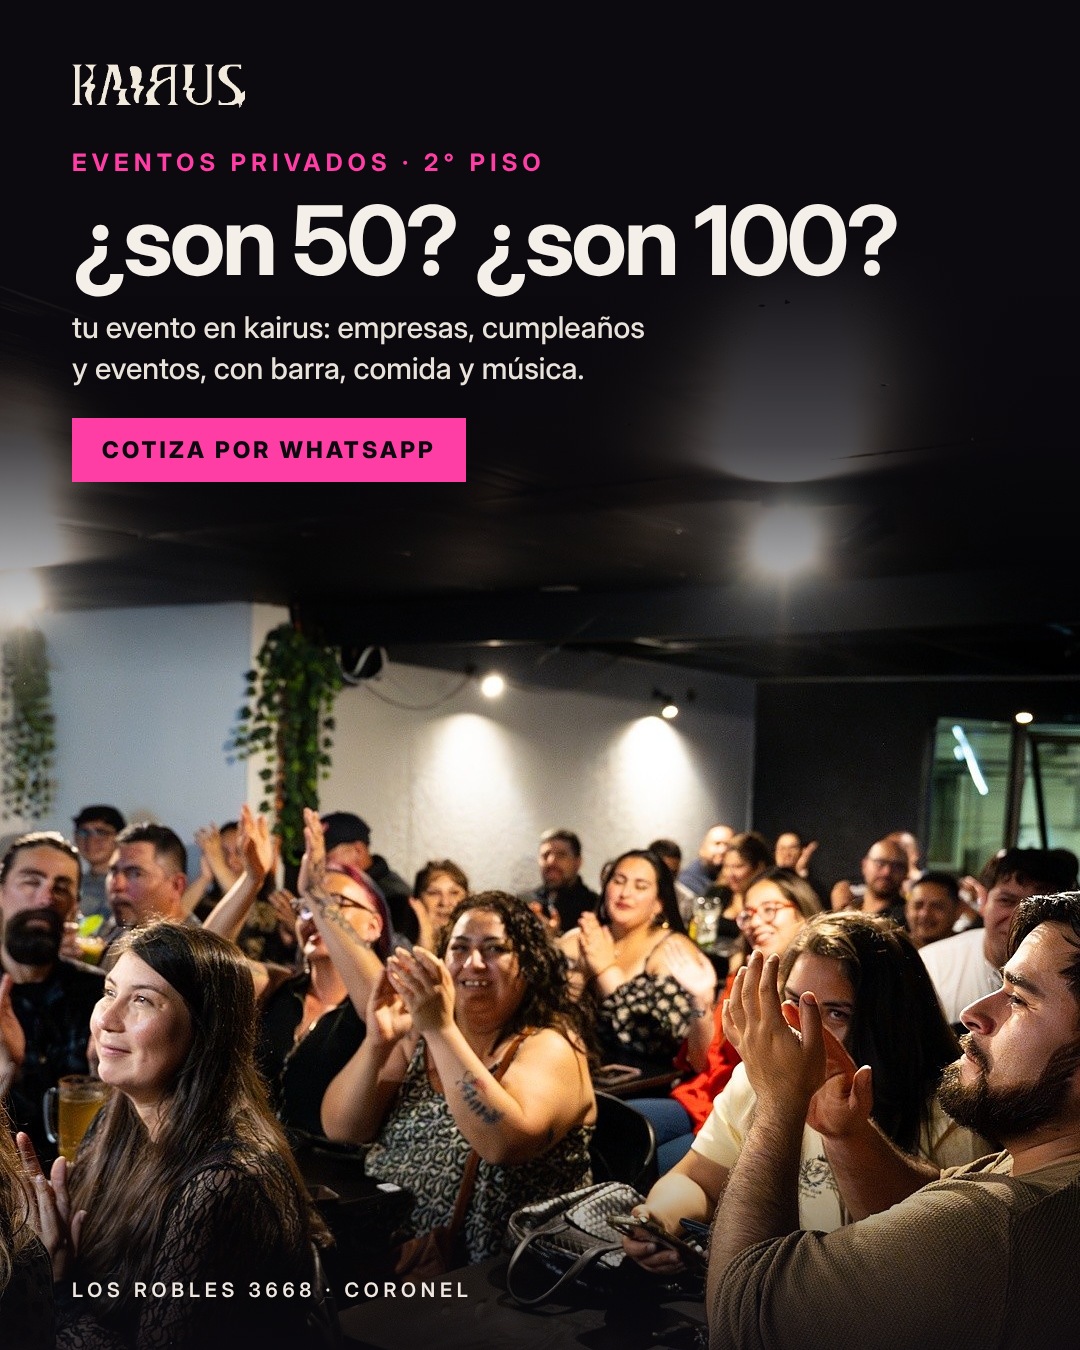 KAIRUS
EVENTOS PRIVADOS · 2° PISO
¿son 50? ¿son 100?
tu evento en kairus: empresas, cumpleaños
y eventos, con barra, comida y música.
COTIZA POR WHATSAPP
LOS ROBLES 3668 · CORONEL